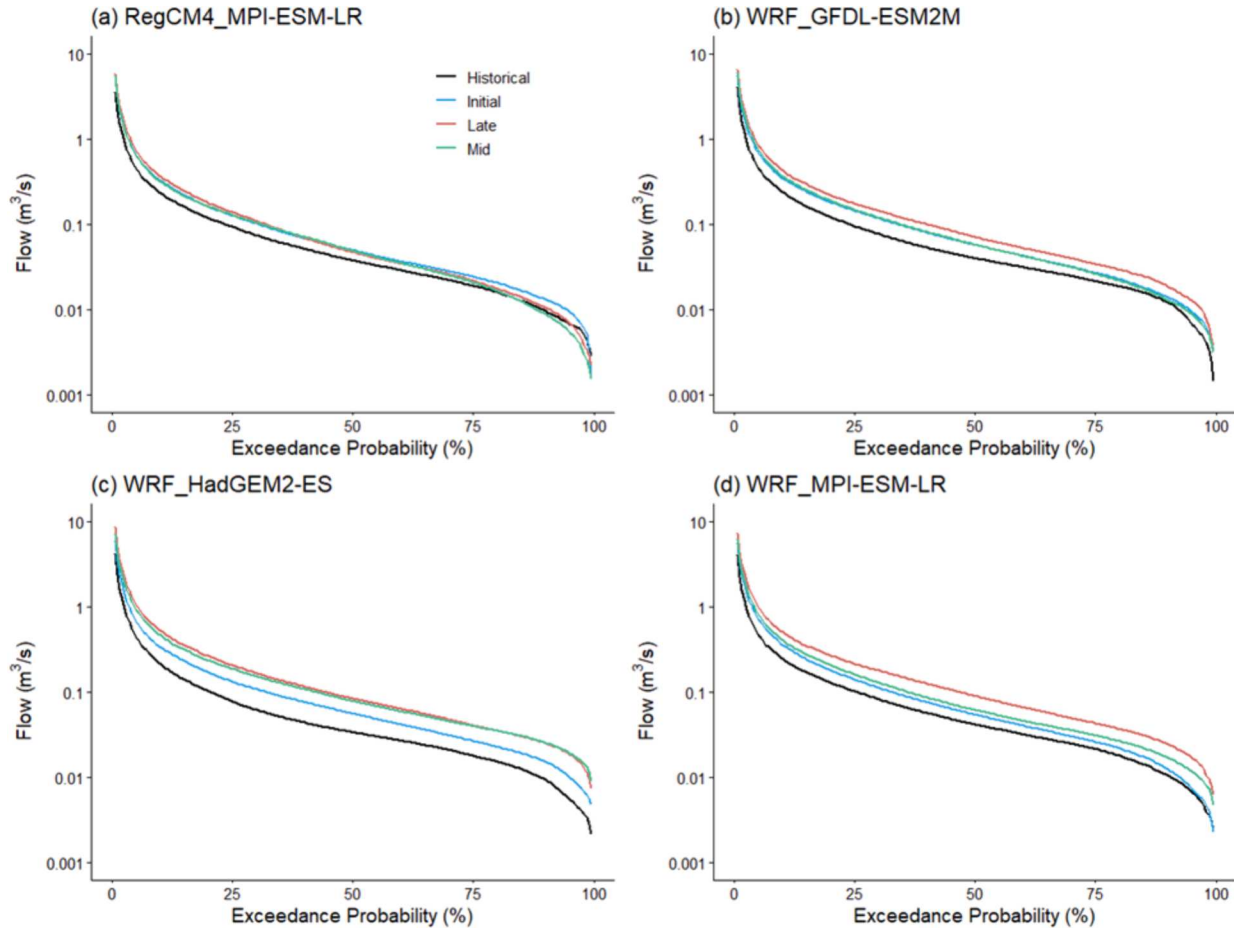 (a) RegCM4_MPI-ESM-LR
10
1
0.1
0.01
0.001
Flow (m³/s)
0 25 50 75 100
Exceedance Probability (%)
Historical
Initial
Late
Mid
(b) WRF_GFDL-ESM2M
10
1
0.1
0.01
0.001
Flow (m³/s)
0 25 50 75 100
Exceedance Probability (%)
(c) WRF_HadGEM2-ES
10
1
0.1
0.01
0.001
Flow (m³/s)
0 25 50 75 100
Exceedance Probability (%)
(d) WRF_MPI-ESM-LR
10
1
0.1
0.01
0.001
Flow (m³/s)
0 25 50 75 100
Exceedance Probability (%)